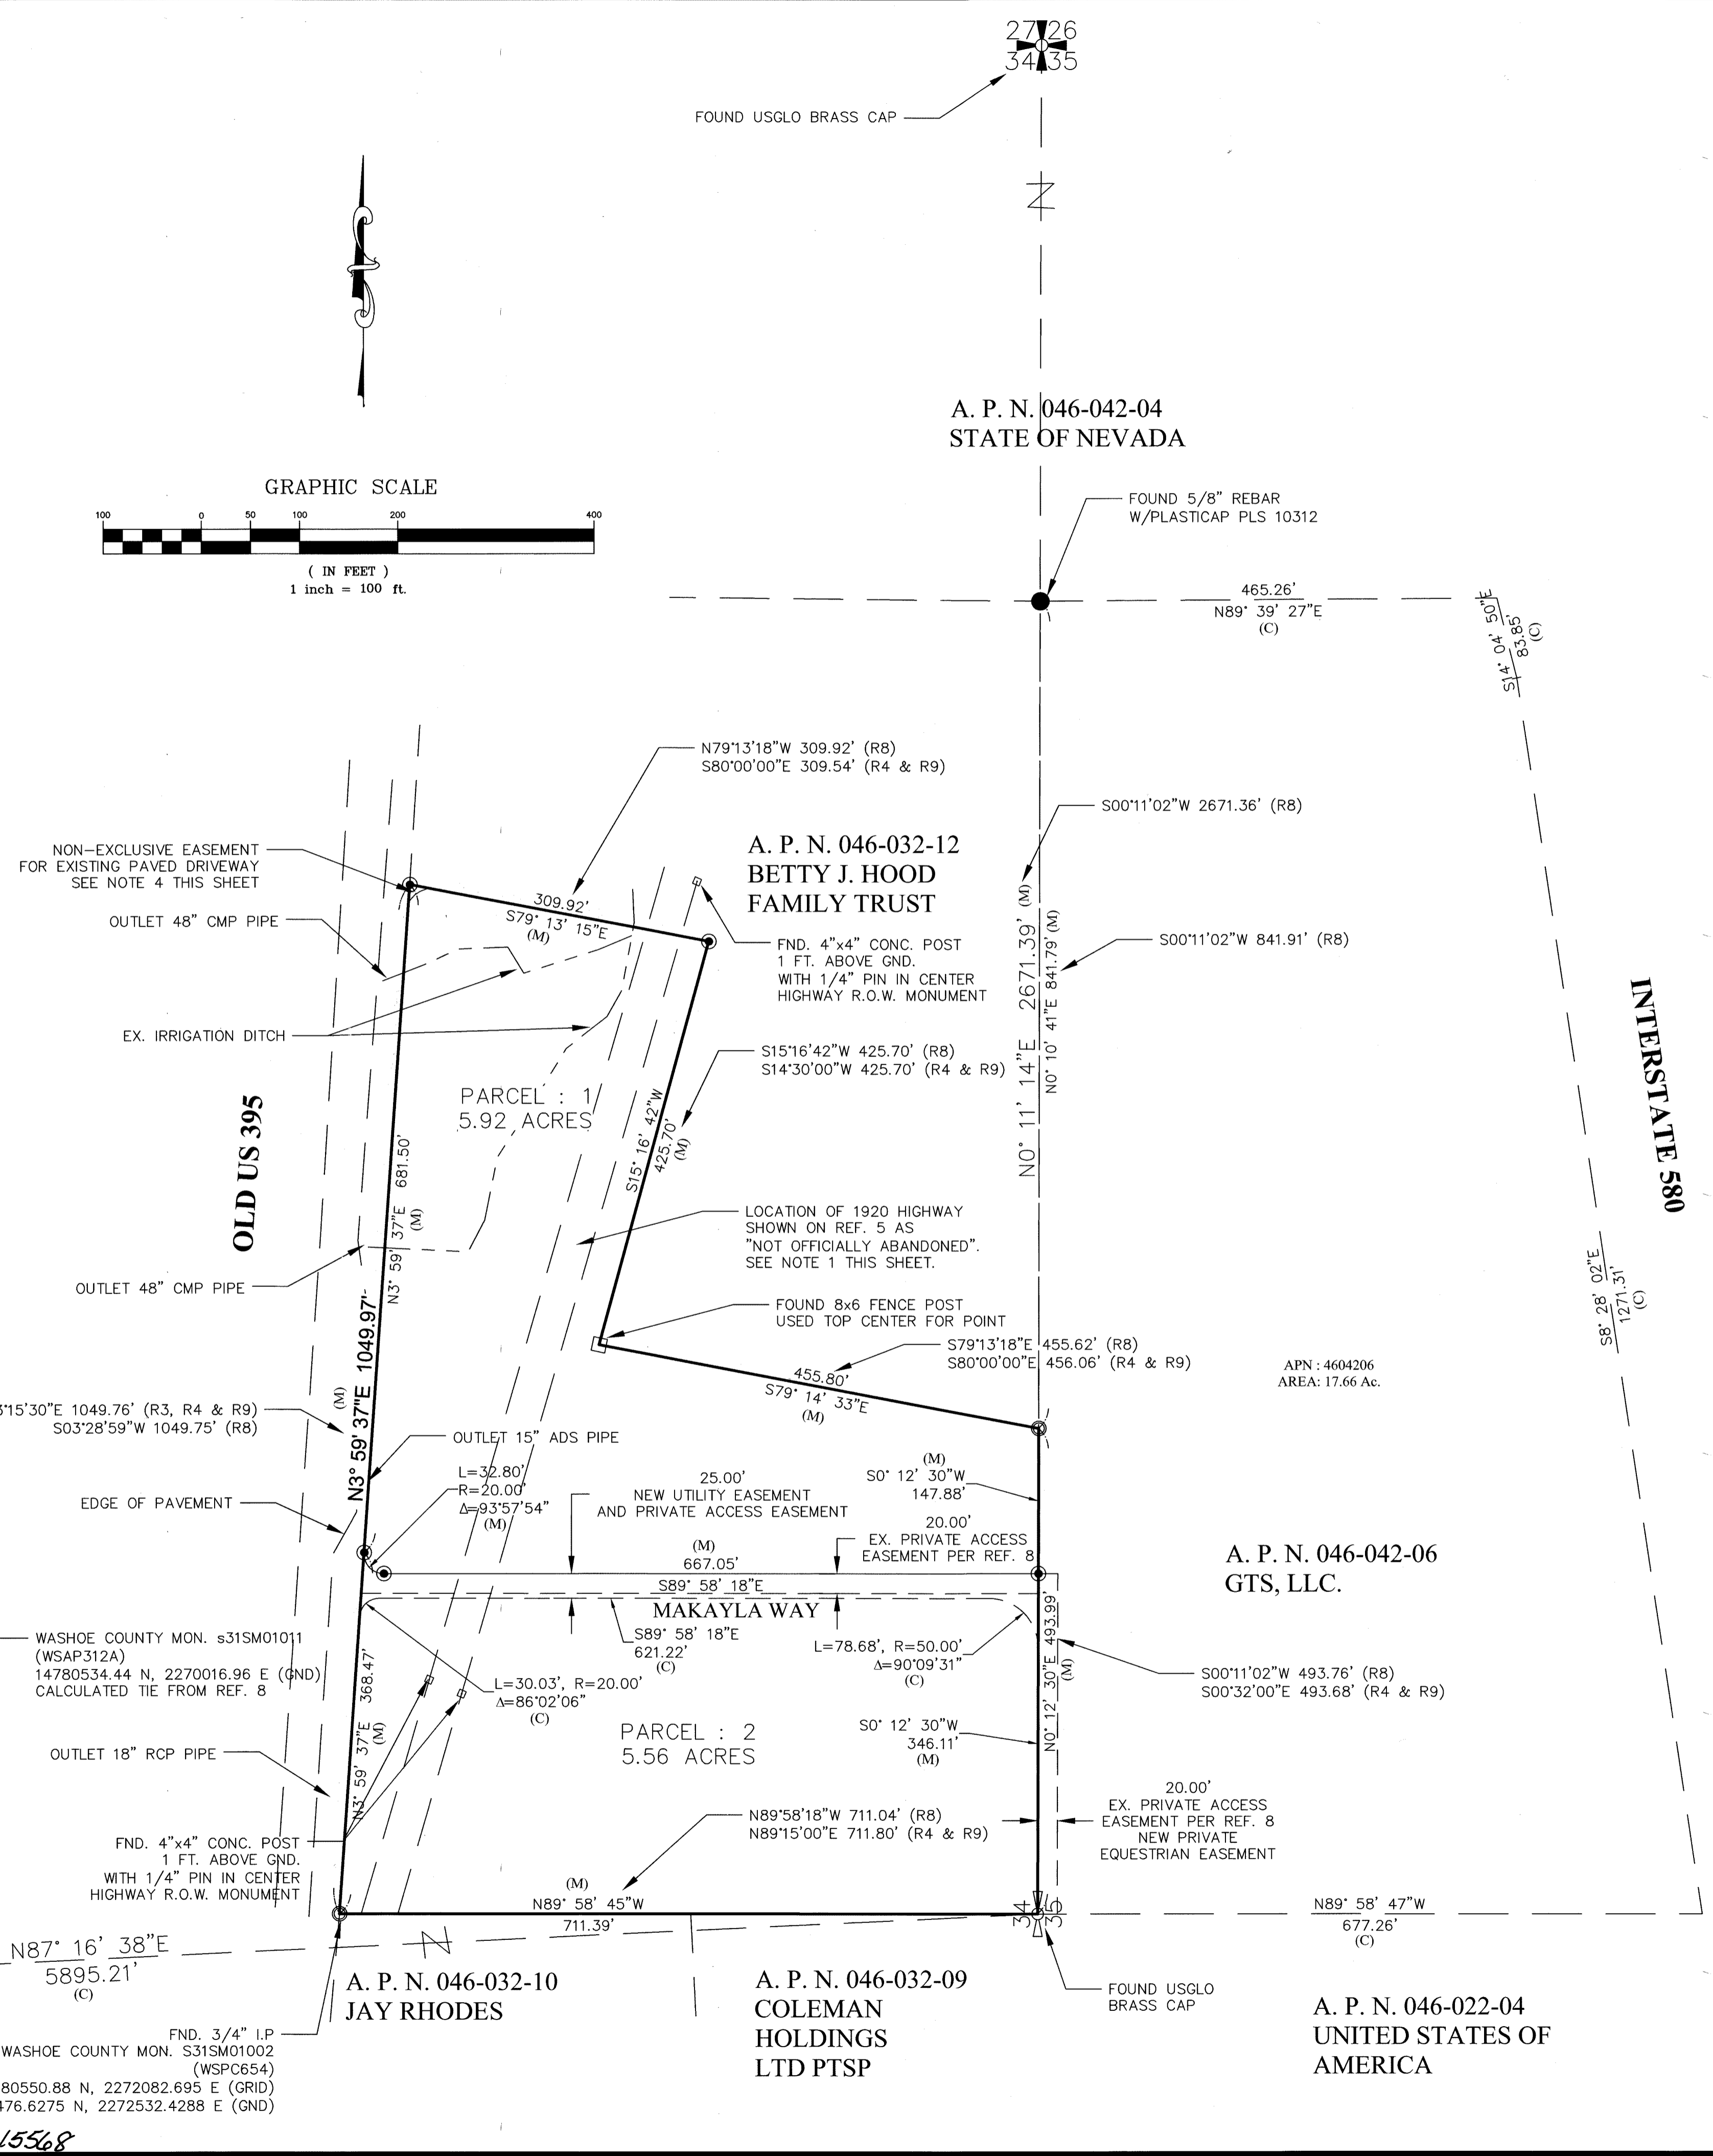 27 26
34 35
FOUND USGLO BRASS CAP
A. P. N. 046-042-04
STATE OF NEVADA
GRAPHIC SCALE
100 0 50 100 200 400
( IN FEET )
1 inch = 100 ft.
FOUND 5/8" REBAR
W/PLASTICAP PLS 10312
465.26'
N89° 39' 27"E
(C)
S14° 04' 50"E
83.85'
(C)
N79°13'18"W 309.92' (R8)
S80°00'00"E 309.54' (R4 & R9)
S00°11'02"W 2671.36' (R8)
A. P. N. 046-032-12
BETTY J. HOOD
FAMILY TRUST
NON-EXCLUSIVE EASEMENT
FOR EXISTING PAVED DRIVEWAY
SEE NOTE 4 THIS SHEET
OUTLET 48" CMP PIPE
309.92'
S79° 13' 15"E
(M)
FND. 4"x4" CONC. POST
1 FT. ABOVE GND.
WITH 1/4" PIN IN CENTER
HIGHWAY R.O.W. MONUMENT
N0° 11' 14"E 2671.39' (M)
N0° 10' 41"E 841.79' (M)
S00°11'02"W 841.91' (R8)
INTERSTATE 580
EX. IRRIGATION DITCH
S15°16'42"W 425.70' (R8)
S14°30'00"W 425.70' (R4 & R9)
PARCEL : 1
5.92 ACRES
S15° 16' 42"W
425.70'
(M)
OLD US 395
N3° 59' 37"E 681.50'
(M)
LOCATION OF 1920 HIGHWAY
SHOWN ON REF. 5 AS
"NOT OFFICIALLY ABANDONED".
SEE NOTE 1 THIS SHEET.
OUTLET 48" CMP PIPE
FOUND 8x6 FENCE POST
USED TOP CENTER FOR POINT
S8° 28' 02"E
1271.31'
(C)
S79°13'18"E 455.62' (R8)
S80°00'00"E 456.06' (R4 & R9)
455.80'
S79° 14' 33"E
(M)
APN : 4604206
AREA: 17.66 Ac.
N3° 59' 37"E 1049.97'
(M)
15'30"E 1049.76' (R3, R4 & R9)
S03°28'59"W 1049.75' (R8)
OUTLET 15" ADS PIPE
L=32.80'
R=20.00'
Δ=93°57'54"
(M)
25.00'
NEW UTILITY EASEMENT
AND PRIVATE ACCESS EASEMENT
(M)
S0° 12' 30"W
147.88'
EDGE OF PAVEMENT
20.00'
EX. PRIVATE ACCESS
EASEMENT PER REF. 8
(M)
667.05'
S89° 58' 18"E
A. P. N. 046-042-06
GTS, LLC.
MAKAYLA WAY
S89° 58' 18"E
621.22'
(C)
L=78.68', R=50.00'
Δ=90°09'31"
(C)
N0° 12' 30"E 493.99'
(M)
WASHOE COUNTY MON. s31SM01011
(WSAP312A)
14780534.44 N, 2270016.96 E (GND)
CALCULATED TIE FROM REF. 8
S00°11'02"W 493.76' (R8)
S00°32'00"E 493.68' (R4 & R9)
L=30.03', R=20.00'
Δ=86°02'06"
(C)
N3° 59' 37"E 368.47'
(M)
PARCEL : 2
5.56 ACRES
S0° 12' 30"W
346.11'
(M)
OUTLET 18" RCP PIPE
20.00'
EX. PRIVATE ACCESS
EASEMENT PER REF. 8
NEW PRIVATE
EQUESTRIAN EASEMENT
N89°58'18"W 711.04' (R8)
N89°15'00"E 711.80' (R4 & R9)
FND. 4"x4" CONC. POST
1 FT. ABOVE GND.
WITH 1/4" PIN IN CENTER
HIGHWAY R.O.W. MONUMENT
(M)
N89° 58' 45"W
711.39'
34
35
N89° 58' 47"W
677.26'
(C)
N87° 16' 38"E
5895.21'
(C)
A. P. N. 046-032-10
JAY RHODES
A. P. N. 046-032-09
COLEMAN
HOLDINGS
LTD PTSP
FOUND USGLO
BRASS CAP
A. P. N. 046-022-04
UNITED STATES OF
AMERICA
FND. 3/4" I.P
WASHOE COUNTY MON. S31SM01002
(WSPC654)
80550.88 N, 2272082.695 E (GRID)
476.6275 N, 2272532.4288 E (GND)
15568